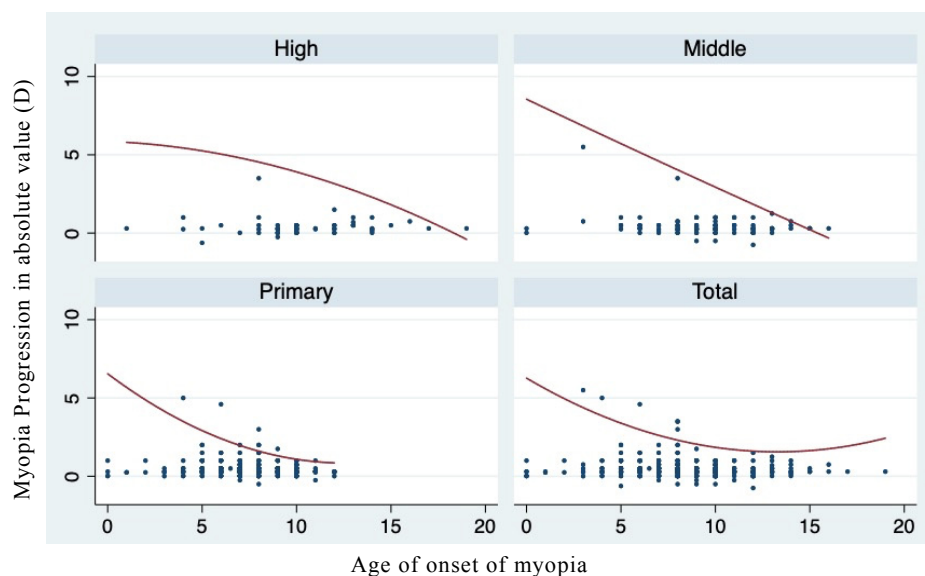 High
Middle
10
5
0
Primary
Total
10
5
0
0 5 10 15 20
0 5 10 15 20
Myopia Progression in absolute value (D)
Age of onset of myopia